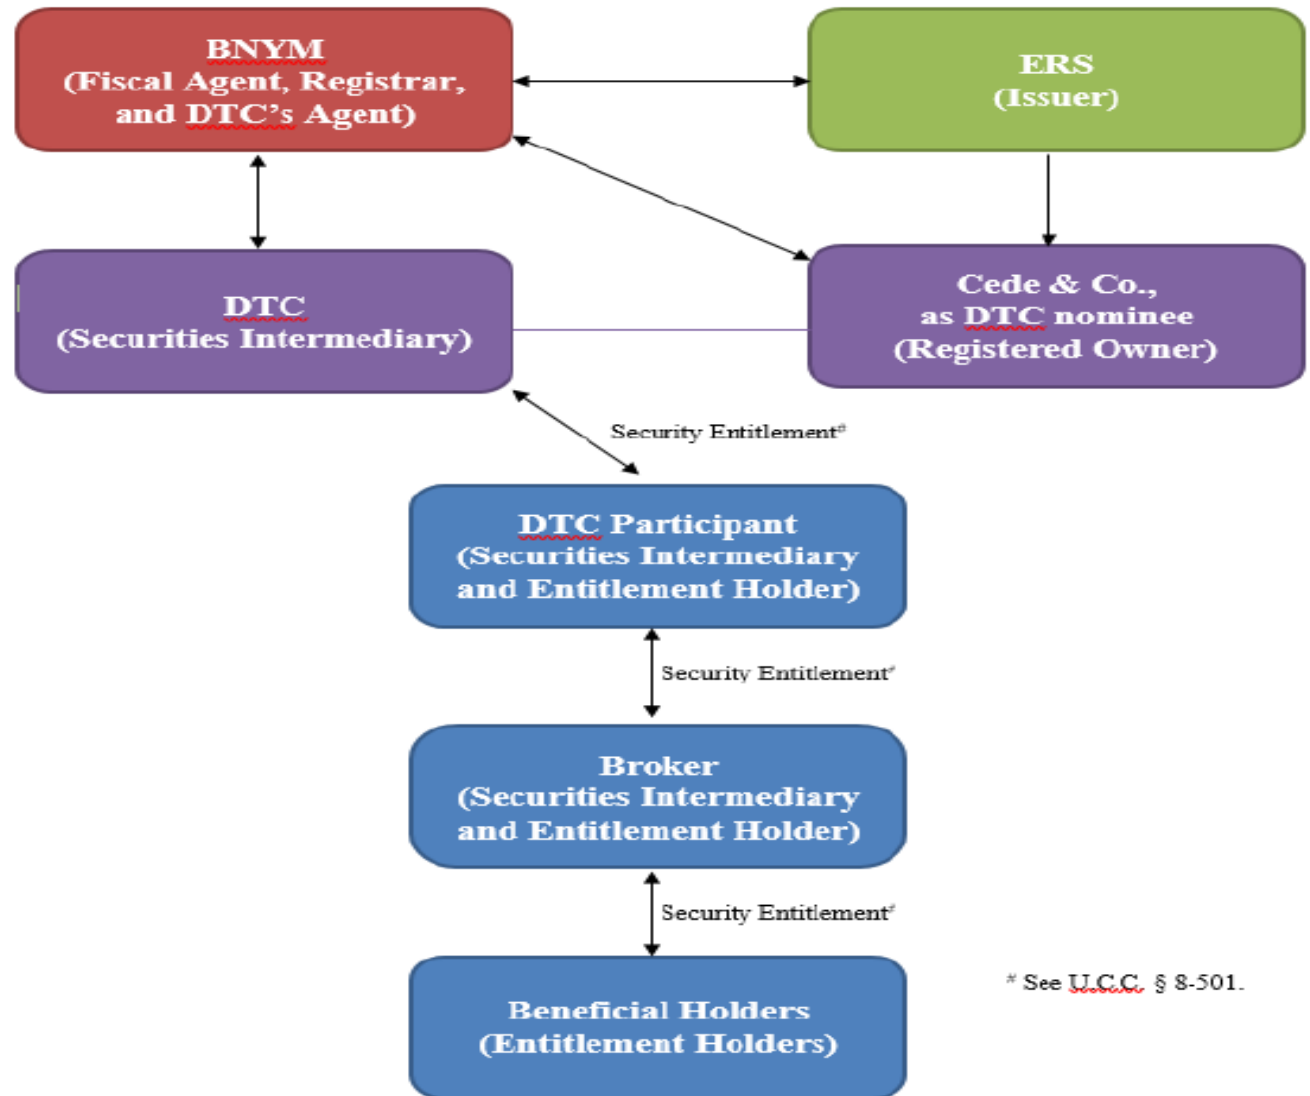 BNYM
(Fiscal Agent, Registrar,
and DTC's Agent)
ERS
(Issuer)
DTC
(Securities Intermediary)
Cede & Co.,
as DTC nominee
(Registered Owner)
Security Entitlement#
DTC Participant
(Securities Intermediary
and Entitlement Holder)
Security Entitlement#
Broker
(Securities Intermediary
and Entitlement Holder)
Security Entitlement#
# See U.C.C. § 8-501.
Beneficial Holders
(Entitlement Holders)